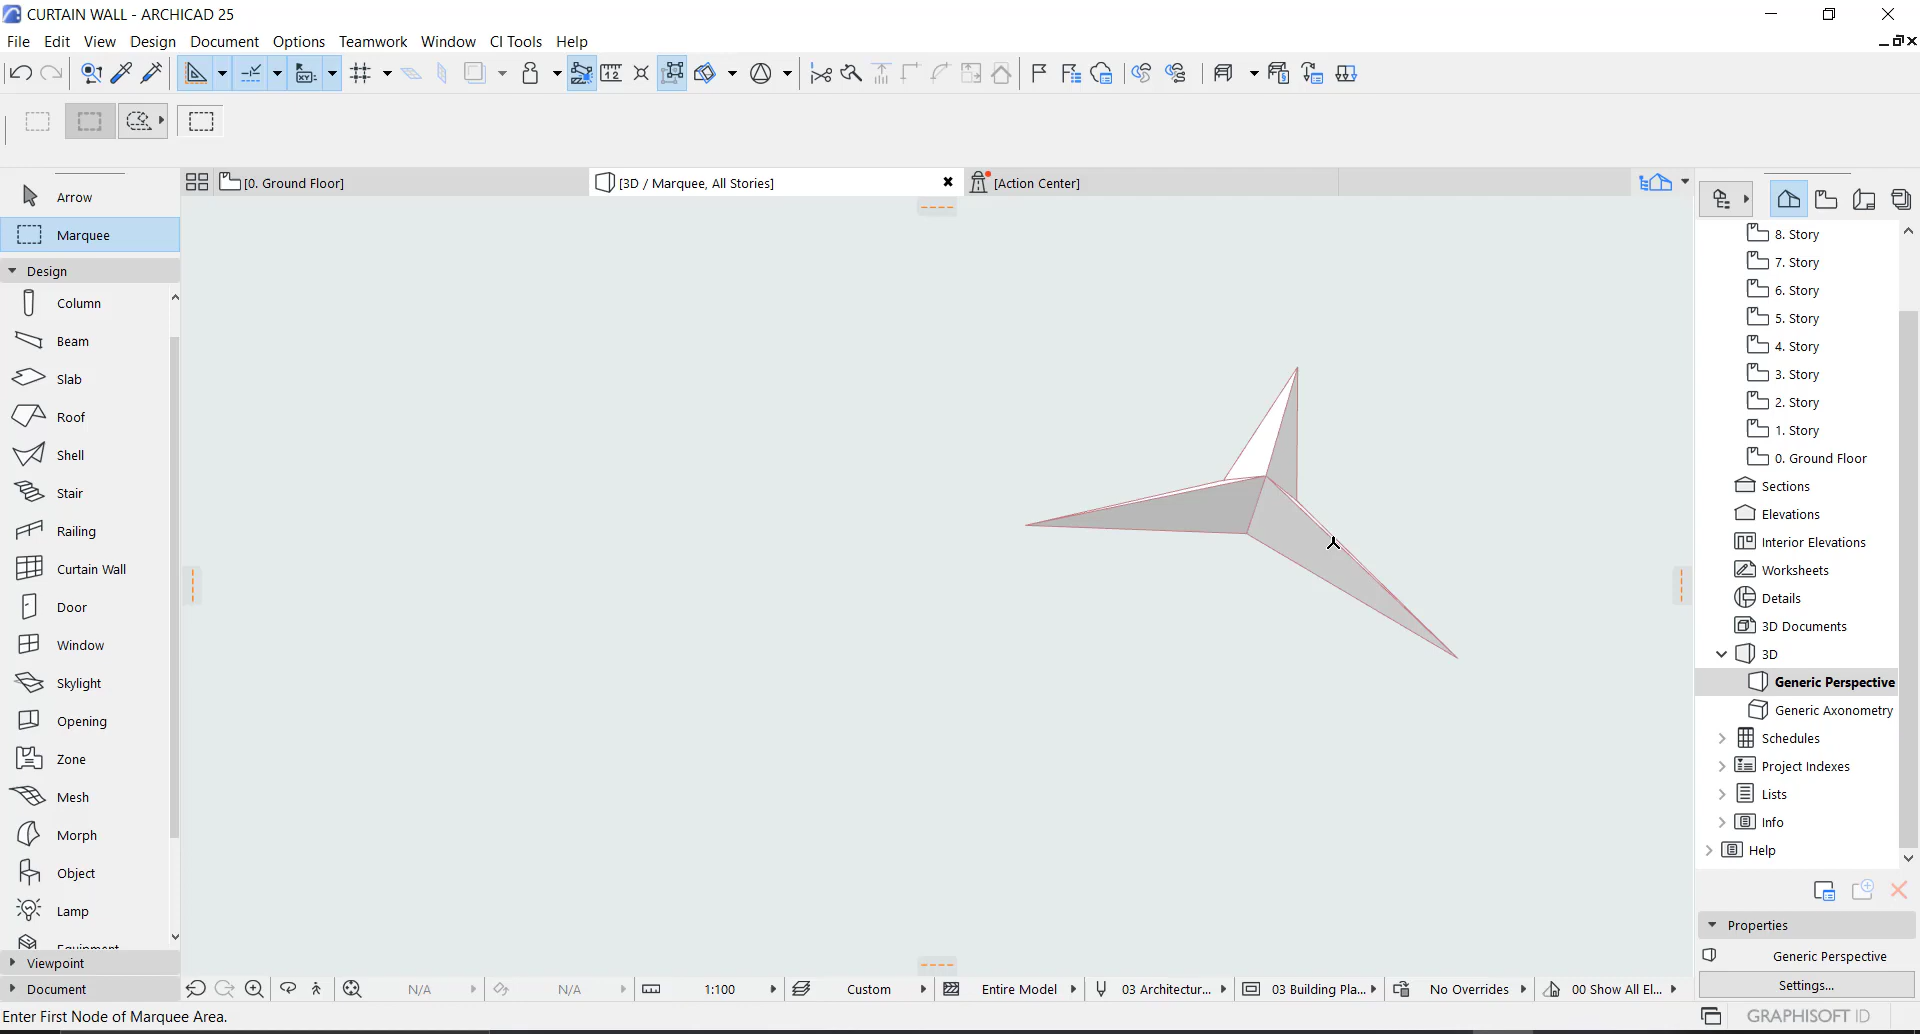 CURTAIN WALL - ARCHICAD 25
File Edit View Design Document Options Teamwork Window CI Tools Help
[0. Ground Floor]
[3D / Marquee, All Stories]
[Action Center]
Arrow
Marquee
Design
Column
Beam
Slab
Roof
Shell
Stair
Railing
Curtain Wall
Door
Window
Skylight
Opening
Zone
Mesh
Morph
Object
Lamp
Viewpoint
Document
8. Story
7. Story
6. Story
5. Story
4. Story
3. Story
2. Story
1. Story
0. Ground Floor
Sections
Elevations
Interior Elevations
Worksheets
Details
3D Documents
3D
Generic Perspective
Generic Axonometry
Schedules
Project Indexes
Lists
Info
Help
Properties
Generic Perspective
Settings...
N/A N/A 1:100 Custom Entire Model 03 Architectur... 03 Building Pla... No Overrides 00 Show All El...
Enter First Node of Marquee Area.
GRAPHISOFT ID